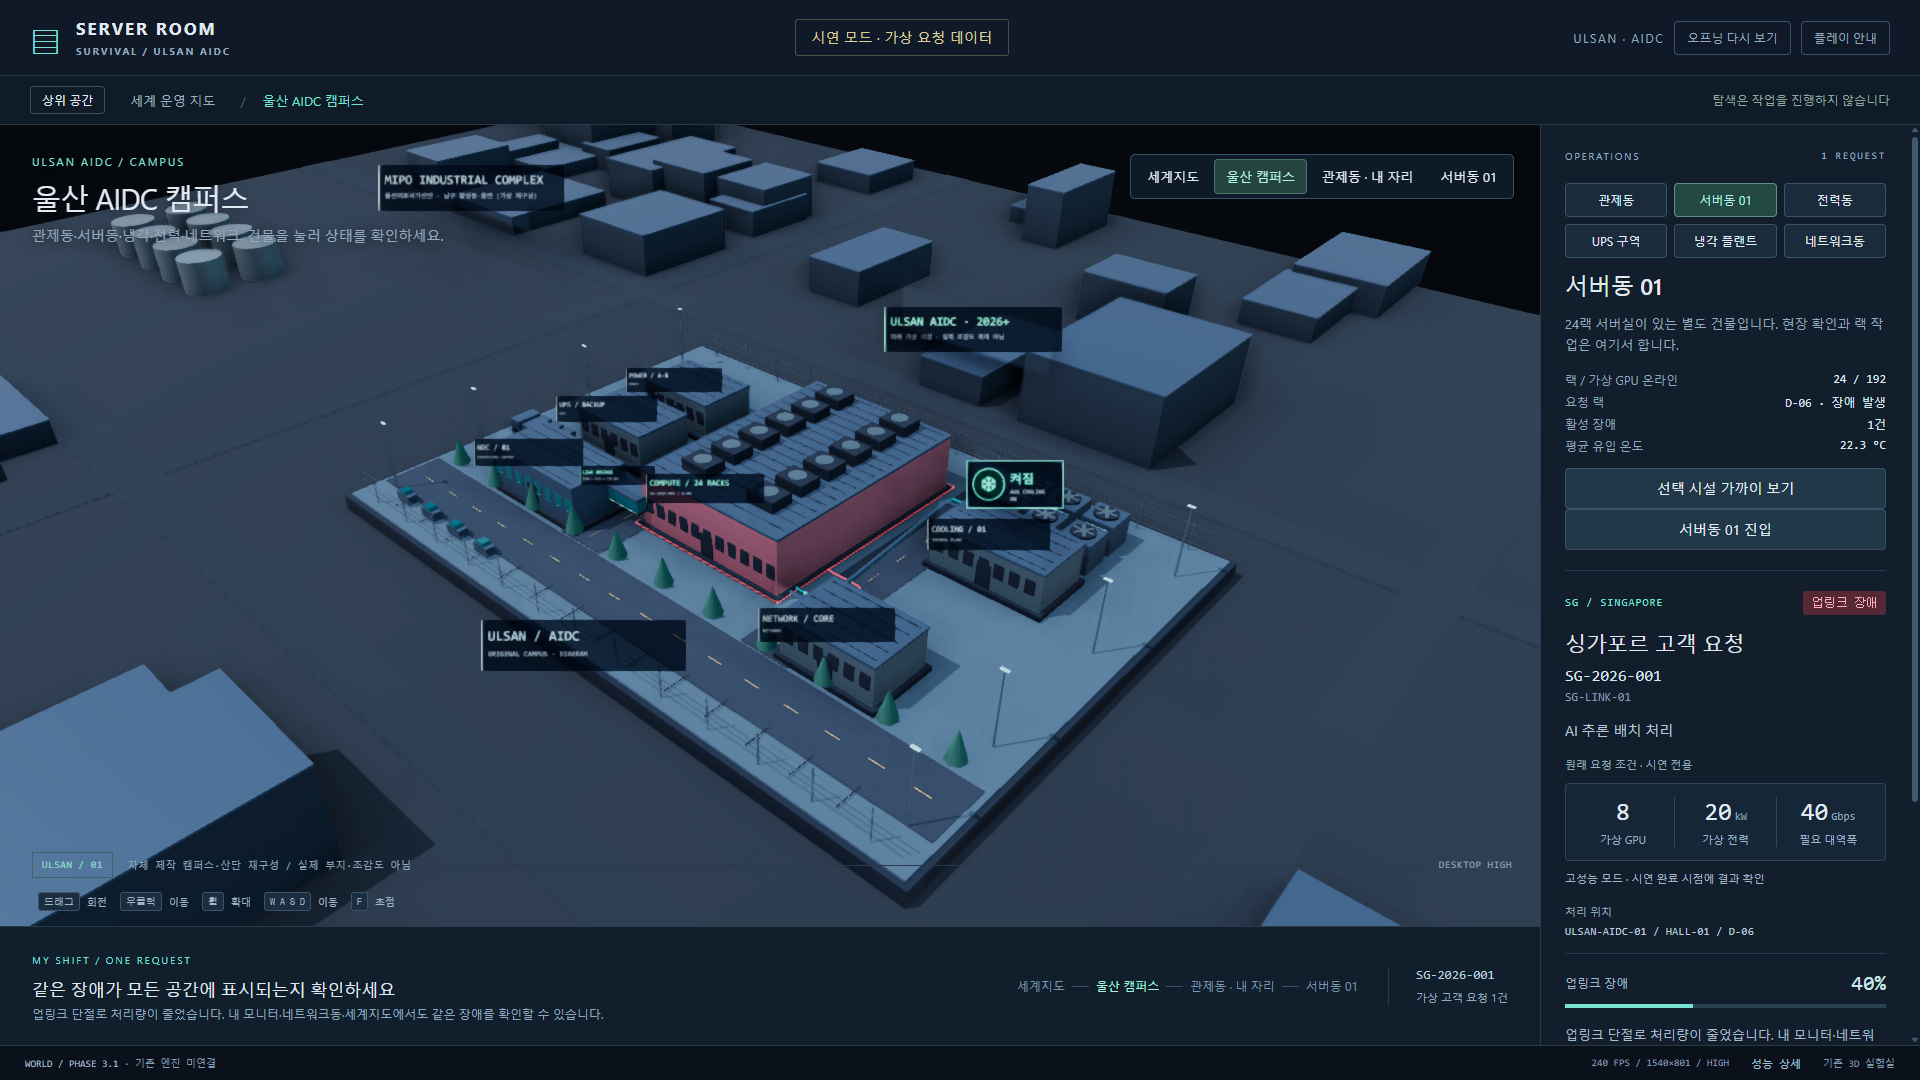 SERVER ROOM
SURVIVAL / ULSAN AIDC
시연 모드 · 가상 요청 데이터
ULSAN · AIDC
오프닝 다시 보기
플레이 안내
상위 공간
세계 운영 지도 / 울산 AIDC 캠퍼스
탐색은 작업을 진행하지 않습니다
ULSAN AIDC / CAMPUS
울산 AIDC 캠퍼스
관제동·서버동·냉각·전력·네트워크. 건물을 눌러 상태를 확인하세요.
MIPO INDUSTRIAL COMPLEX
세계지도
울산 캠퍼스
관제동 · 내 자리
서버동 01
ULSAN AIDC · 2026+
POWER / A-B
UPS / BACKUP
NOC / 01
COMPUTE / 24 RACKS
켜짐
AUX COOLING
ON
COOLING / 01
NETWORK / CORE
NETWORK
ULSAN / AIDC
ORIGINAL CAMPUS · DIAGRAM
ULSAN / 01
자체 제작 캠퍼스·산단 재구성 / 실제 부지·조감도 아님
DESKTOP HIGH
드래그 회전 우클릭 이동 휠 확대 W A S D 이동 F 초점
OPERATIONS
1 REQUEST
관제동
서버동 01
전력동
UPS 구역
냉각 플랜트
네트워크동
서버동 01
24랙 서버실이 있는 별도 건물입니다. 현장 확인과 랙 작
업은 여기서 합니다.
랙 / 가상 GPU 온라인 24 / 192
요청 랙 D-06 · 장애 발생
활성 장애 1건
평균 유입 온도 22.3 °C
선택 시설 가까이 보기
서버동 01 진입
SG / SINGAPORE
업링크 장애
싱가포르 고객 요청
SG-2026-001
SG-LINK-01
AI 추론 배치 처리
원래 요청 조건 · 시연 전용
8 20 kW 40 Gbps
가상 GPU 가상 전력 필요 대역폭
고성능 모드 · 시연 완료 시점에 결과 확인
처리 위치
ULSAN-AIDC-01 / HALL-01 / D-06
업링크 장애 40%
업링크 단절로 처리량이 줄었습니다. 내 모니터·네트워
MY SHIFT / ONE REQUEST
같은 장애가 모든 공간에 표시되는지 확인하세요
업링크 단절로 처리량이 줄었습니다. 내 모니터·네트워크동·세계지도에서도 같은 장애를 확인할 수 있습니다.
세계지도 — 울산 캠퍼스 — 관제동 · 내 자리 — 서버동 01
SG-2026-001
가상 고객 요청 1건
WORLD / PHASE 3.1 · 기존 엔진 미연결
240 FPS / 1540×801 / HIGH
성능 상세
기존 3D 실험실